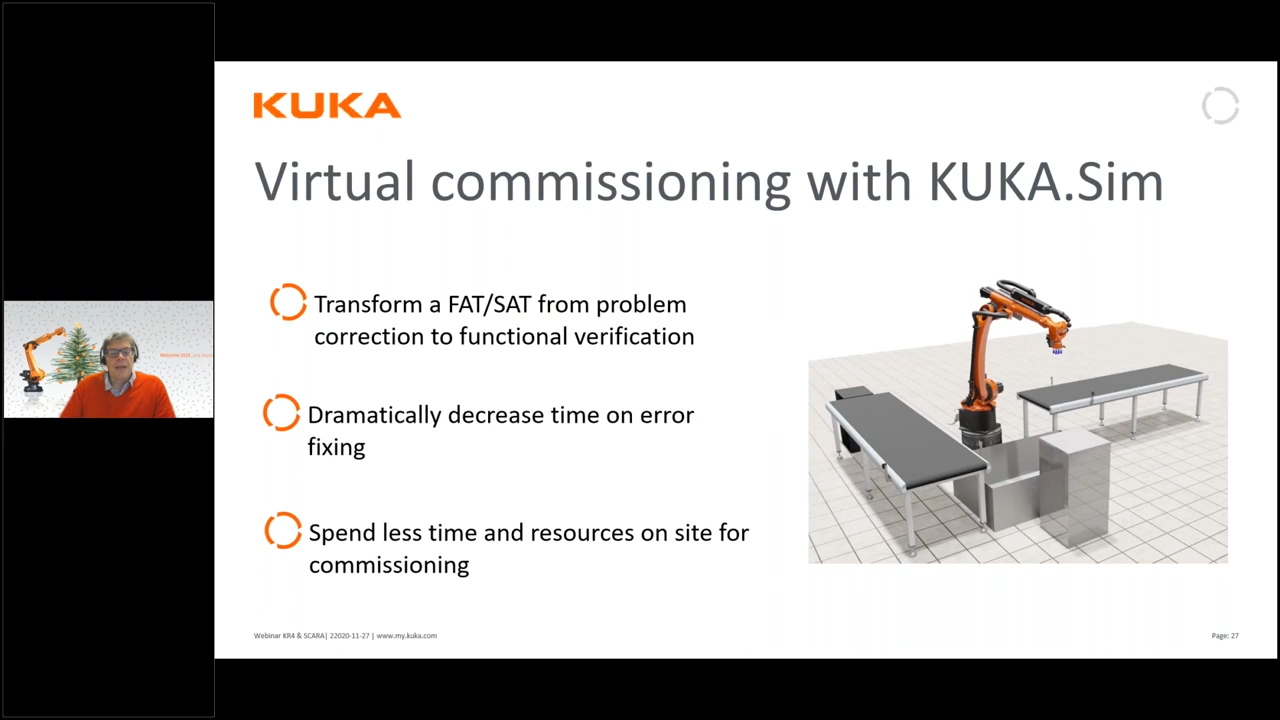 KUKA
Virtual commissioning with KUKA.Sim
Transform a FAT/SAT from problem
correction to functional verification
Dramatically decrease time on error
fixing
Spend less time and resources on site for
commissioning
Welcome 2021
Webinar KR4 & SCARA| 22020-11-27 | www.my.kuka.com
Page: 27